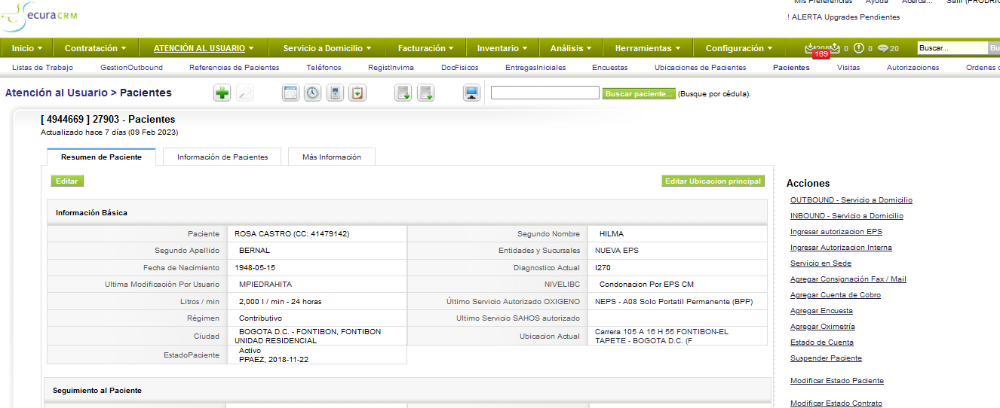 Mis Preferencias Ayuda Acerca... Salir (PRODRIG
ecuraCRM
! ALERTA Upgrades Pendientes
Inicio Contratación ATENCIÓN AL USUARIO Servicio a Domicilio Facturación Inventario Análisis Herramientas Configuración 0 0 20 Buscar... Bu
169
Listas de Trabajo GestionOutbound Referencias de Pacientes Teléfonos RegistInvima DocFisicos EntregasIniciales Encuestas Ubicaciones de Pacientes Pacientes Visitas Autorizaciones Ordenes
Atención al Usuario > Pacientes Buscar paciente... (Busque por cédula).
[ 4944669 ] 27903 - Pacientes
Actualizado hace 7 días (09 Feb 2023)
Resumen de Paciente Información de Pacientes Más Información
Editar Editar Ubicacion principal
Información Básica
Paciente ROSA CASTRO (CC: 41479142) Segundo Nombre HILMA
Segundo Apellido BERNAL Entidades y Sucursales NUEVA EPS
Fecha de Nacimiento 1948-05-15 Diagnostico Actual I270
Ultima Modificación Por Usuario MPIEDRAHITA NIVELIBC Condonacion Por EPS CM
Litros / min 2,000 l / min - 24 horas Último Servicio Autorizado OXIGENO NEPS - A08 Solo Portatil Permanente (BPP)
Régimen Contributivo Ultimo Servicio SAHOS autorizado
Ciudad BOGOTA D.C. - FONTIBON, FONTIBON UNIDAD RESIDENCIAL Ubicacion Actual Carrera 105 A 16 H 55 FONTIBON-EL TAPETE - BOGOTA D.C. (F
EstadoPaciente Activo
PPAEZ, 2018-11-22
Seguimiento al Paciente
Acciones
OUTBOUND - Servicio a Domicilio
INBOUND - Servicio a Domicilio
Ingresar autorizacion EPS
Ingresar Autorizacion Interna
Servicio en Sede
Agregar Consignación Fax / Mail
Agregar Cuenta de Cobro
Agregar Encuesta
Agregar Oximetría
Estado de Cuenta
Suspender Paciente
Modificar Estado Paciente
Modificar Estado Contrato